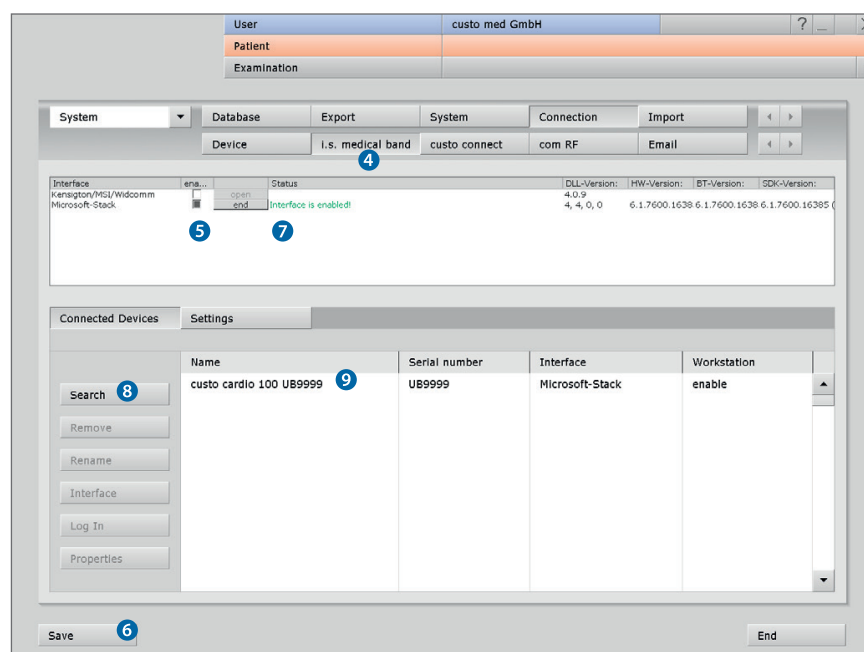 User custo med GmbH ? _
Patient
Examination
System Database Export System Connection Import
Device i.s. medical band custo connect com RF Email
4
Interface ena... Status DLL-Version: HW-Version: BT-Version: SDK-Version:
Kensigton/MSI/Widcomm open 4.0.9
Microsoft-Stack end Interface is enabled! 4, 4, 0, 0 6.1.7600.1638 6.1.7600.1638 6.1.7600.16385 (
5 7
Connected Devices Settings
Name Serial number Interface Workstation
custo cardio 100 UB9999 9 UB9999 Microsoft-Stack enable
Search 8
Remove
Rename
Interface
Log In
Properties
Save 6 End